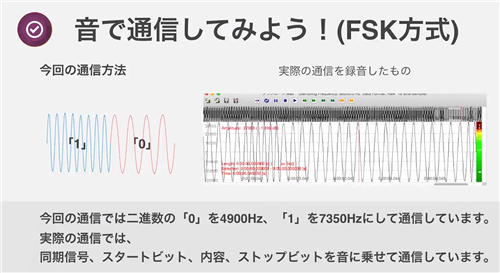 音で通信してみよう！(FSK方式)
今回の通信方法
実際の通信を録音したもの
「1」
「0」
今回の通信では二進数の「0」を4900Hz、「1」を7350Hzにして通信しています。
実際の通信では、
同期信号、スタートビット、内容、ストップビットを音に乗せて通信しています。